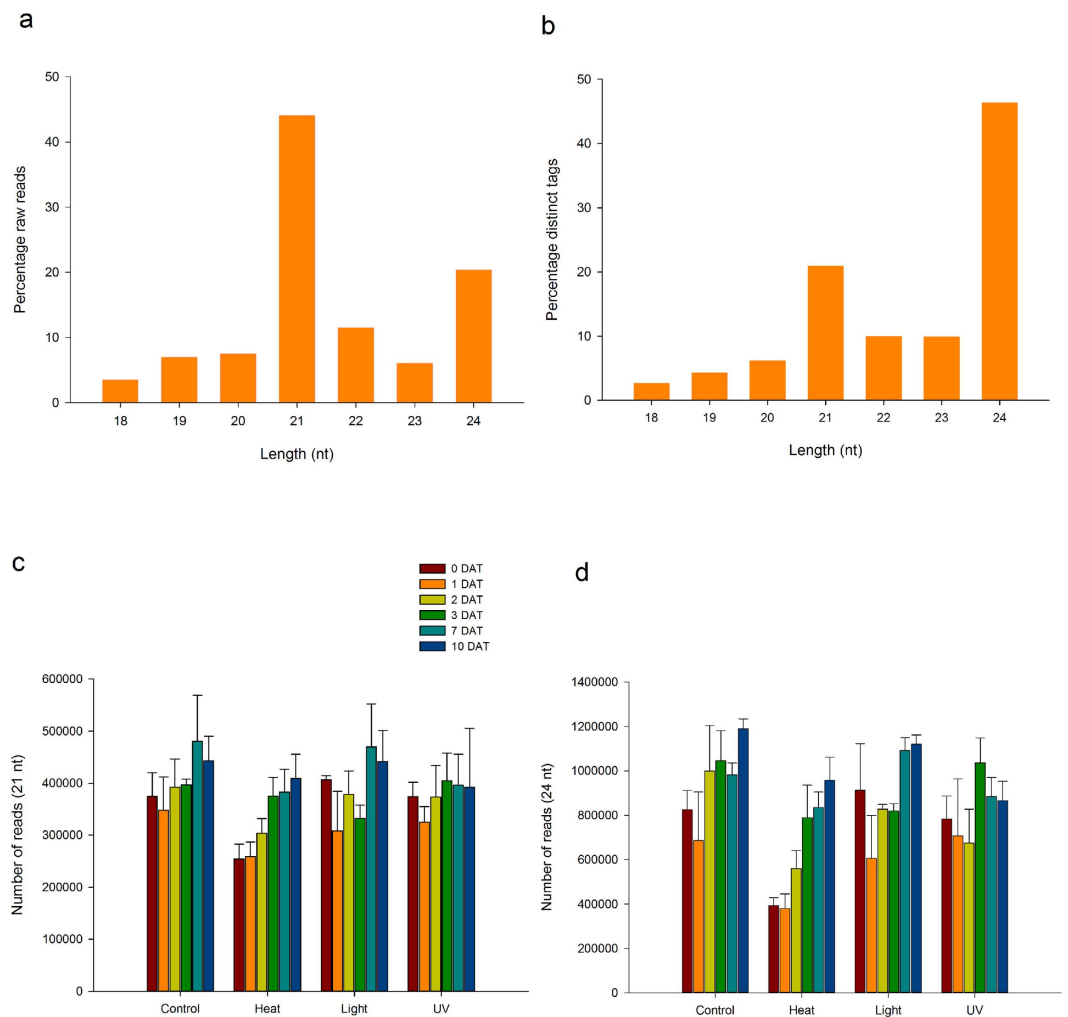 a
Percentage raw reads
50
40
30
20
10
0
18 19 20 21 22 23 24
Length (nt)
b
Percentage distinct tags
50
40
30
20
10
0
18 19 20 21 22 23 24
Length (nt)
c
0 DAT
1 DAT
2 DAT
3 DAT
7 DAT
10 DAT
Number of reads (21 nt)
600000
500000
400000
300000
200000
100000
0
Control Heat Light UV
d
Number of reads (24 nt)
1400000
1200000
1000000
800000
600000
400000
200000
0
Control Heat Light UV